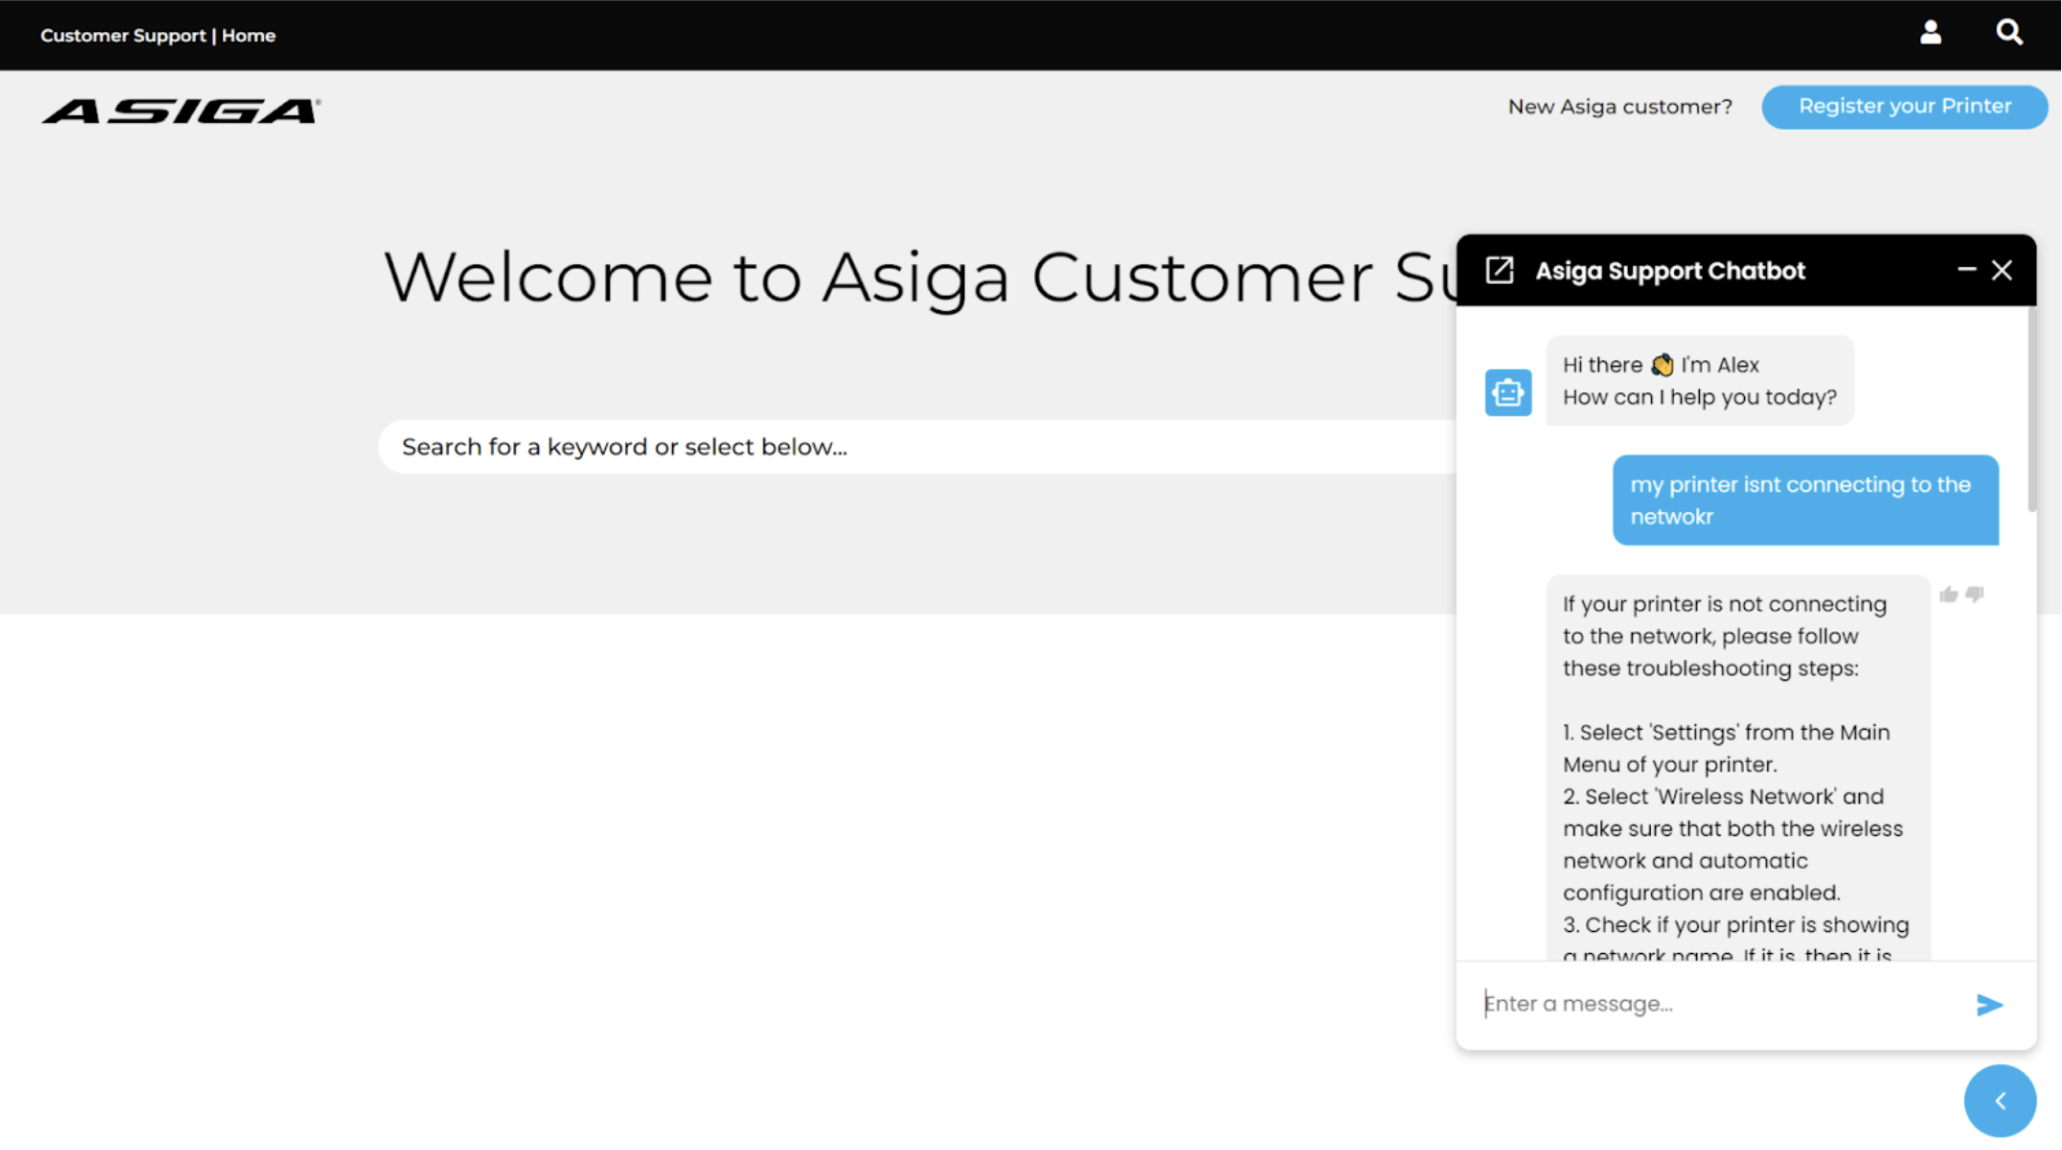 Customer Support | Home
ASIGA
New Asiga customer?
Register your Printer
Welcome to Asiga Customer Su
Search for a keyword or select below...
Asiga Support Chatbot
Hi there 👋 I'm Alex
How can I help you today?
my printer isnt connecting to the
netwokr
If your printer is not connecting
to the network, please follow
these troubleshooting steps:
1. Select 'Settings' from the Main
Menu of your printer.
2. Select 'Wireless Network' and
make sure that both the wireless
network and automatic
configuration are enabled.
3. Check if your printer is showing
a network name. If it is, then it is
Enter a message...